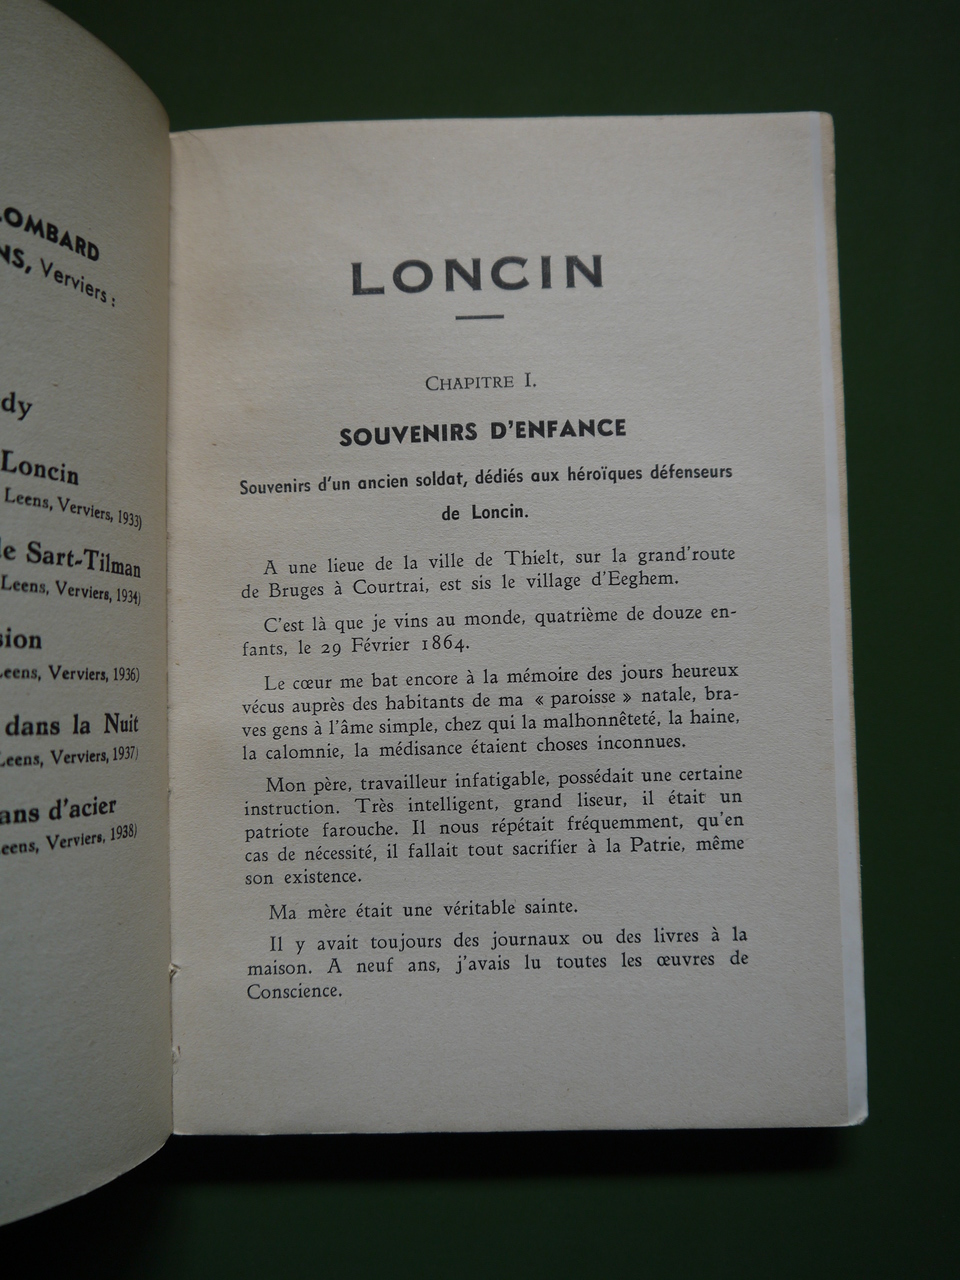 LOMBARD
NS, Verviers :
dy
Loncin
Leens, Verviers, 1933)
le Sart-Tilman
Leens, Verviers, 1934)
sion
Leens, Verviers, 1936)
dans la Nuit
Leens, Verviers, 1937)
ans d'acier
eens, Verviers, 1938)
LONCIN
CHAPITRE I.
SOUVENIRS D'ENFANCE
Souvenirs d'un ancien soldat, dédiés aux héroïques défenseurs
de Loncin.
A une lieue de la ville de Thielt, sur la grand'route
de Bruges à Courtrai, est sis le village d'Eeghem.
C'est là que je vins au monde, quatrième de douze en-
fants, le 29 Février 1864.
Le cœur me bat encore à la mémoire des jours heureux
vécus auprès des habitants de ma « paroisse » natale, bra-
ves gens à l'âme simple, chez qui la malhonnêteté, la haine,
la calomnie, la médisance étaient choses inconnues.
Mon père, travailleur infatigable, possédait une certaine
instruction. Très intelligent, grand liseur, il était un
patriote farouche. Il nous répétait fréquemment, qu'en
cas de nécessité, il fallait tout sacrifier à la Patrie, même
son existence.
Ma mère était une véritable sainte.
Il y avait toujours des journaux ou des livres à la
maison. A neuf ans, j'avais lu toutes les œuvres de
Conscience.